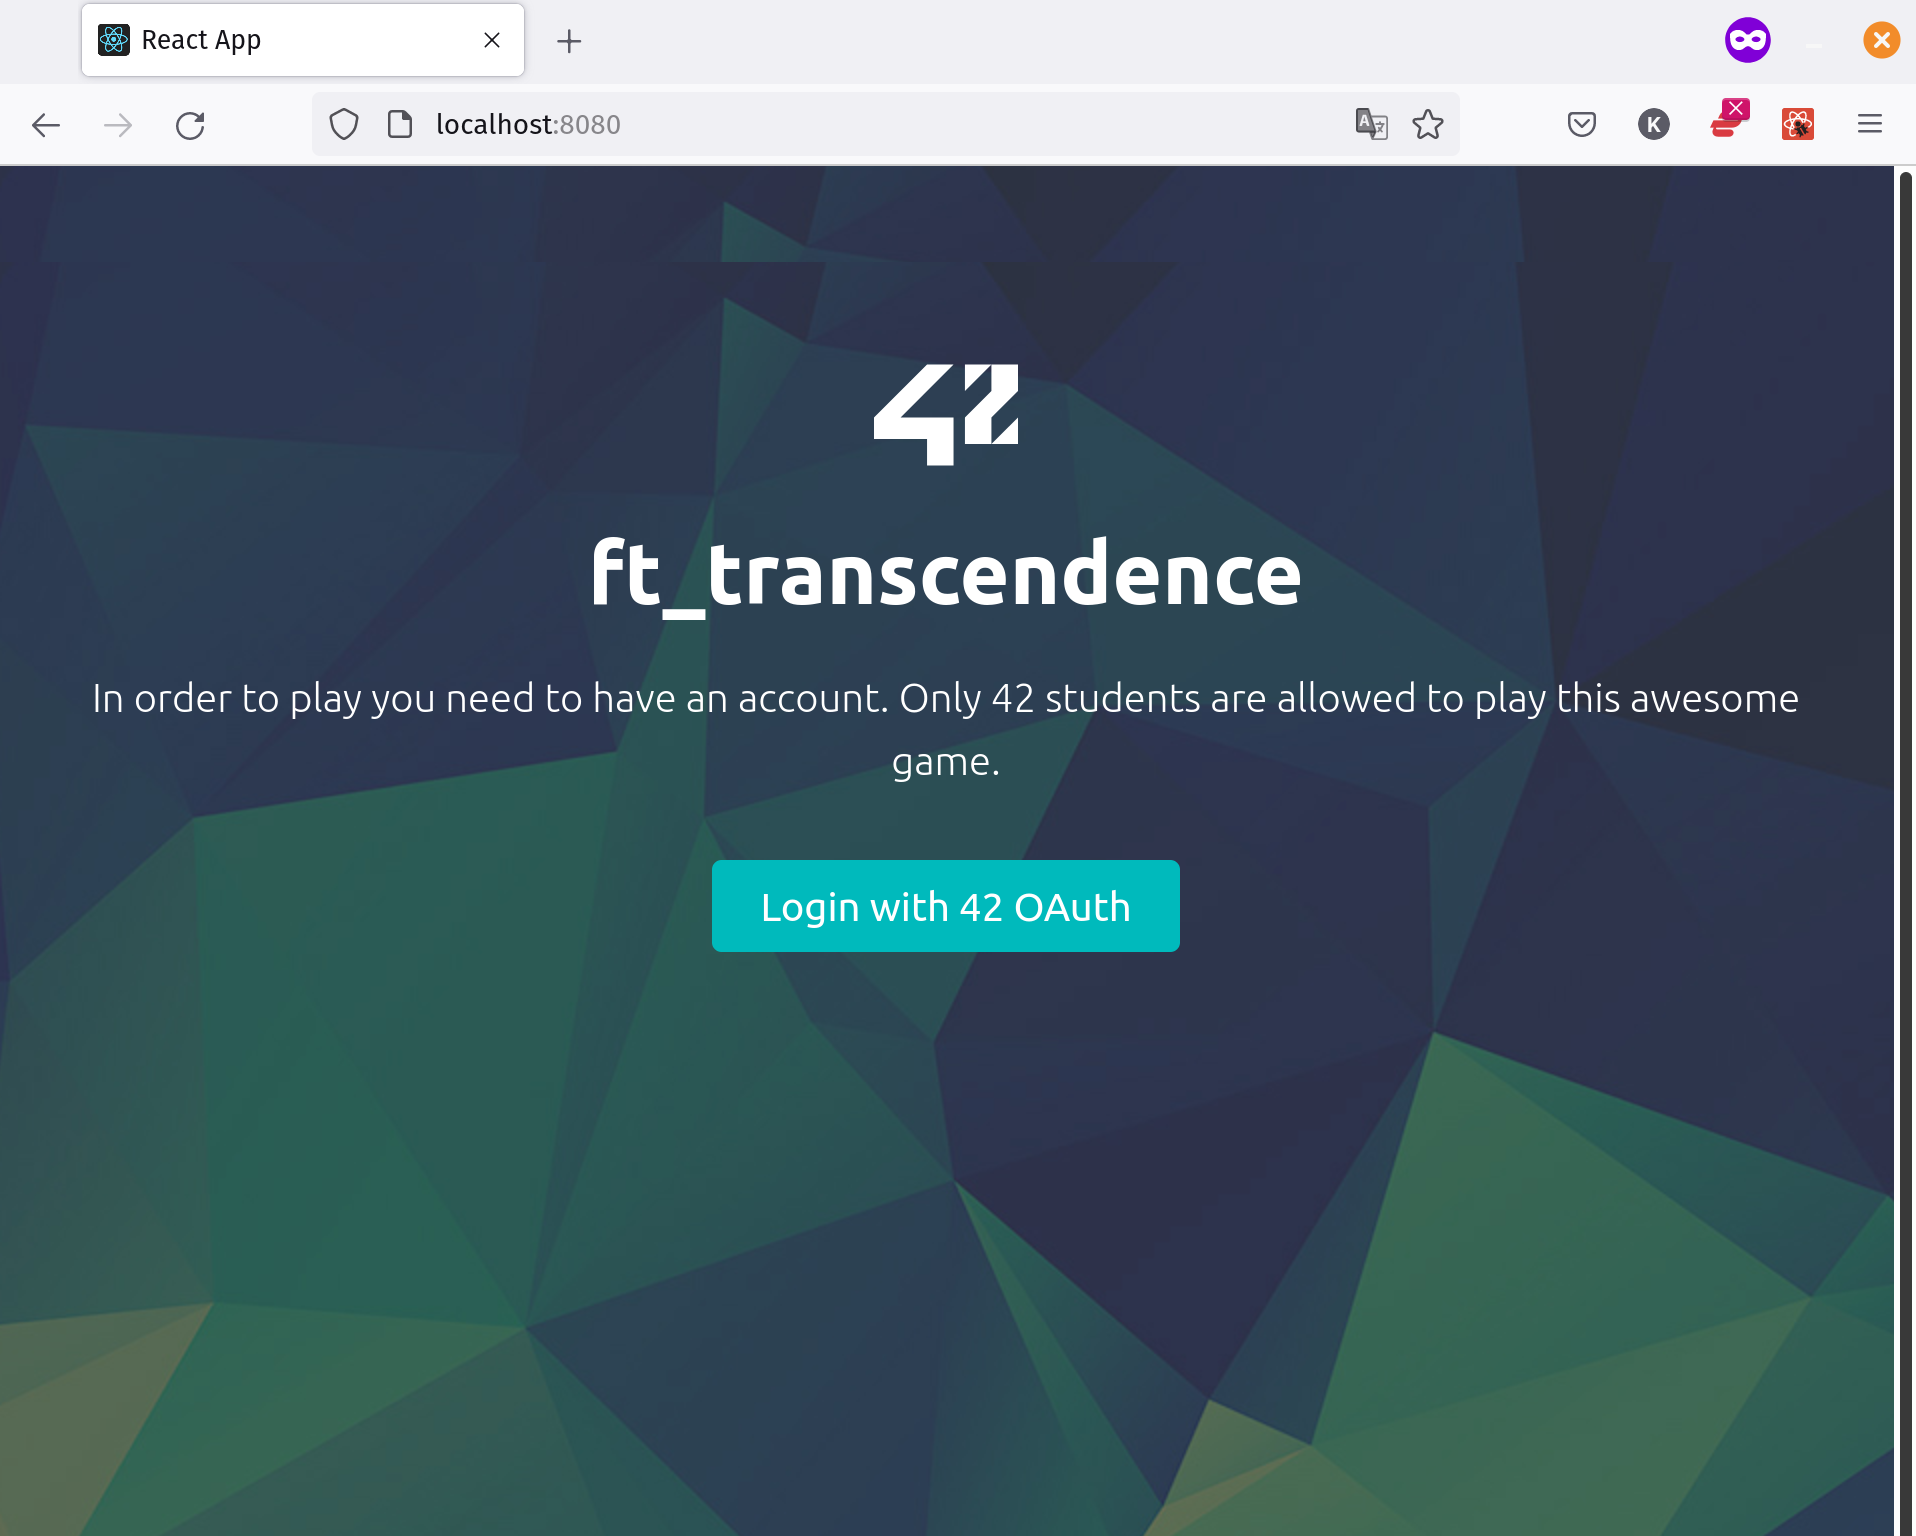 React App
localhost:8080
K
42
ft_transcendence
In order to play you need to have an account. Only 42 students are allowed to play this awesome
game.
Login with 42 OAuth